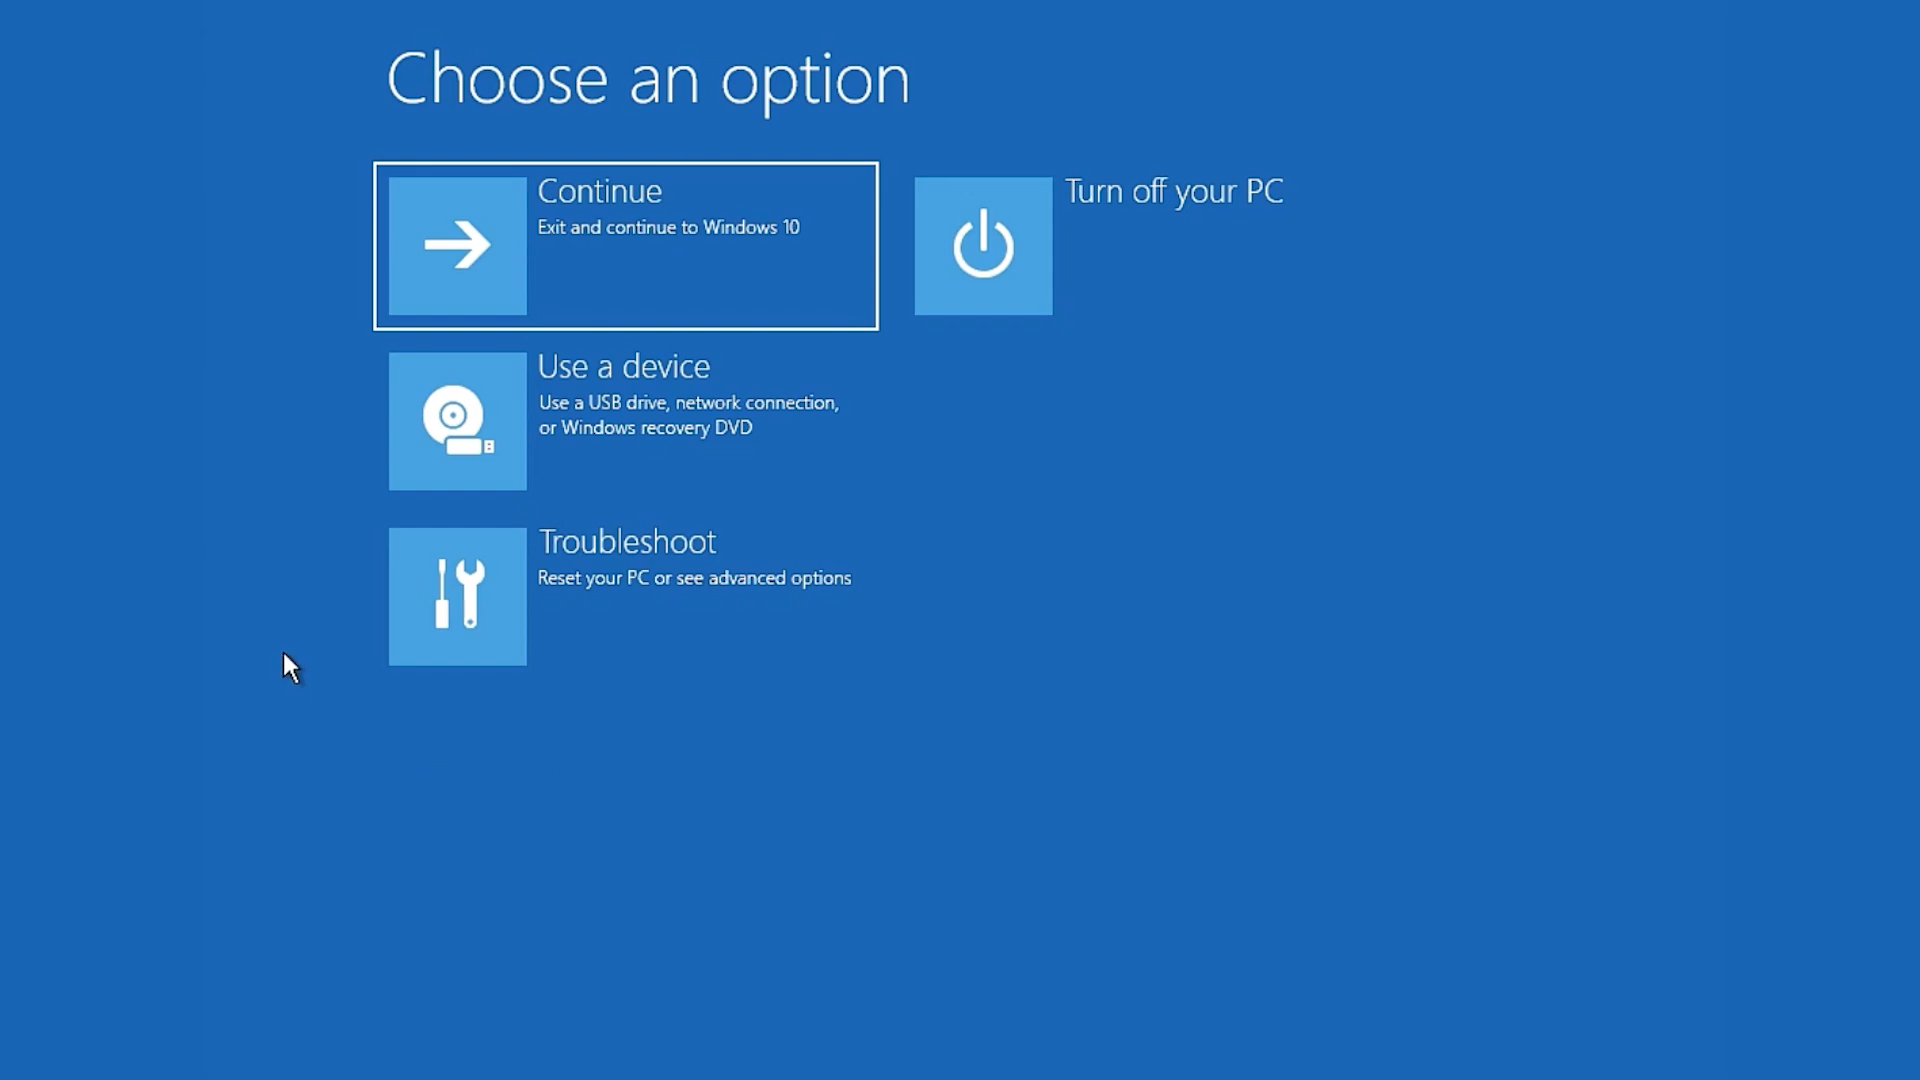 Choose an option
Continue
Exit and continue to Windows 10
Turn off your PC
Use a device
Use a USB drive, network connection,
or Windows recovery DVD
Troubleshoot
Reset your PC or see advanced options